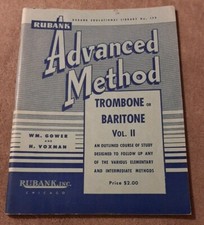 RUBANK EDUCATIONAL LIBRARY No. 182
RUBANK
Advanced
Method
TROMBONE OR
BARITONE
VOL. II
WM. GOWER
AND
H. VOXMAN
AN OUTLINED COURSE OF STUDY
DESIGNED TO FOLLOW UP ANY
OF THE VARIOUS ELEMENTARY
AND INTERMEDIATE METHODS
Price $2.00
RUBANK, INC.
CHICAGO